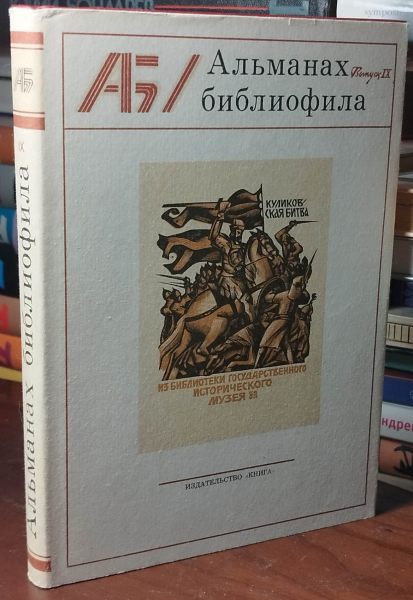 АБ
Альманах Выпуск IX
библиофила
КУЛИКОВ-
СКАЯ БИТВА
ИЗ БИБЛИОТЕКИ ГОСУДАРСТВЕННОГО
ИСТОРИЧЕСКОГО
МУЗЕЯ
ИЗДАТЕЛЬСТВО «КНИГА»
АБ
IX
Альманах библиофила